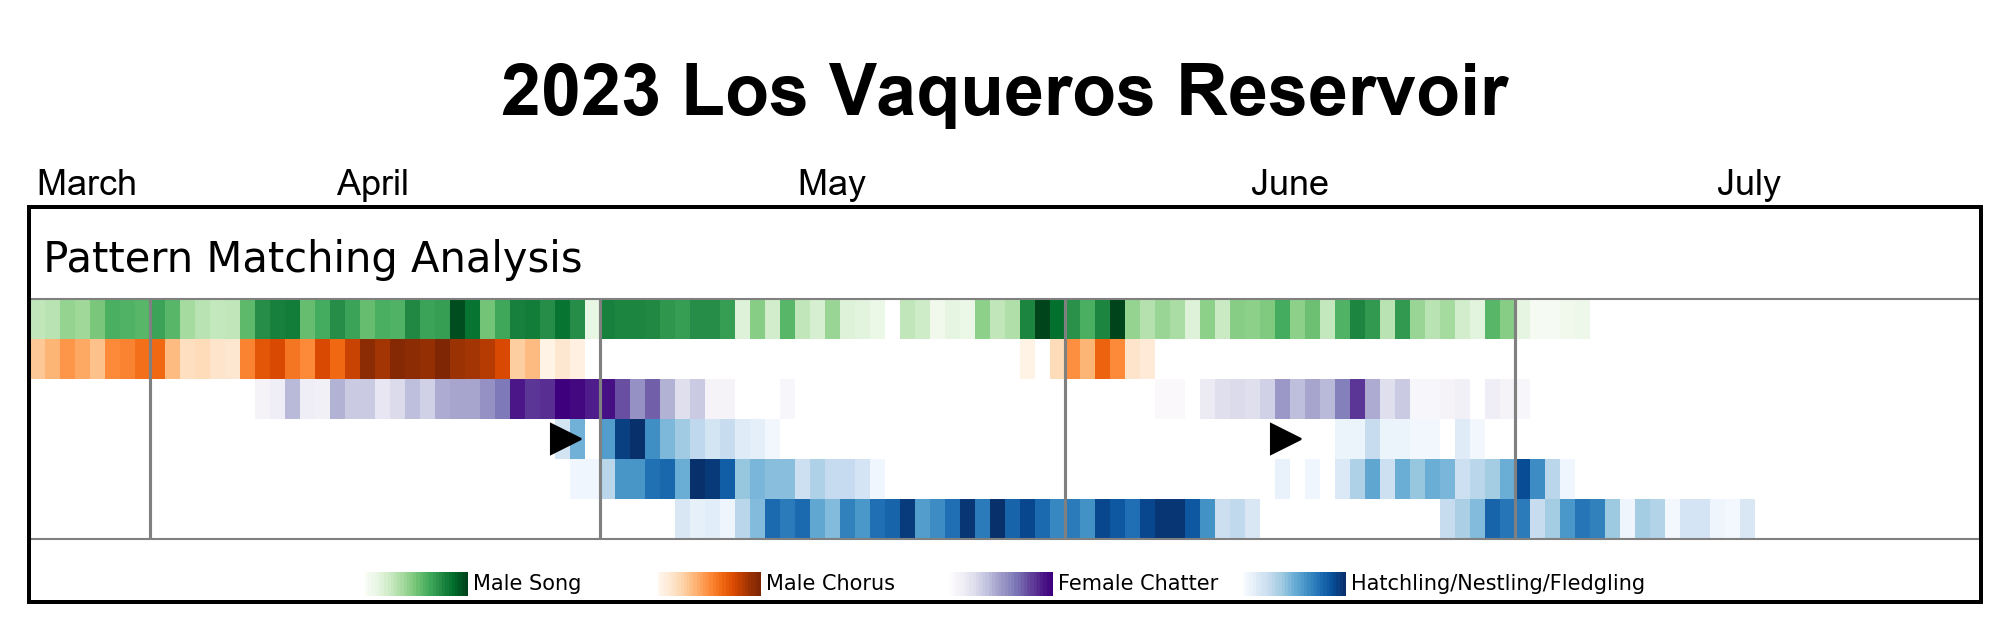 2023 Los Vaqueros Reservoir
March April May June July
Pattern Matching Analysis
Male Song Male Chorus Female Chatter Hatchling/Nestling/Fledgling